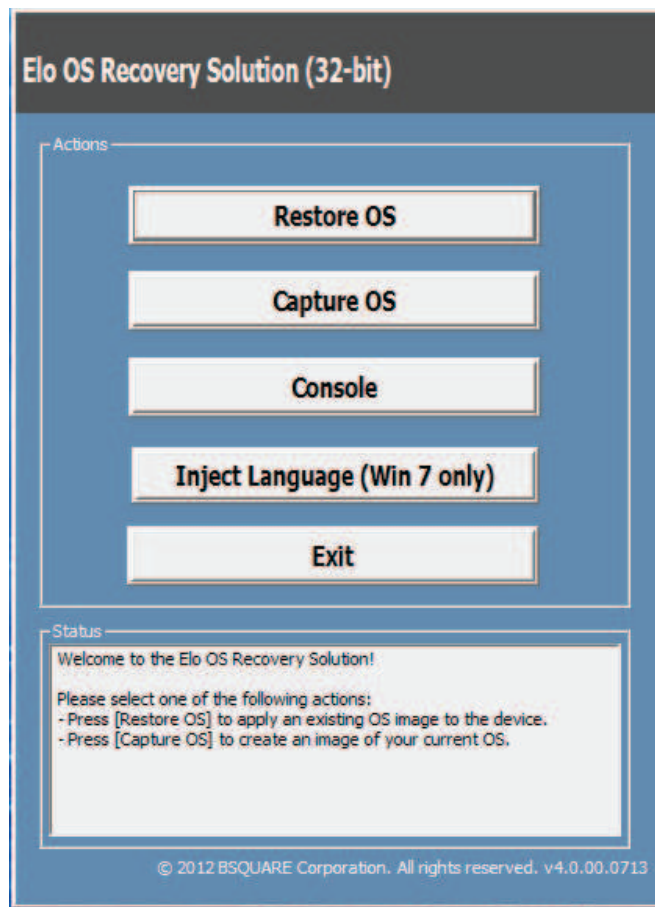 Elo OS Recovery Solution (32-bit)
Actions
Restore OS
Capture OS
Console
Inject Language (Win 7 only)
Exit
Status
Welcome to the Elo OS Recovery Solution!
Please select one of the following actions:
- Press [Restore OS] to apply an existing OS image to the device.
- Press [Capture OS] to create an image of your current OS.
© 2012 BSQUARE Corporation. All rights reserved. v4.0.00.0713